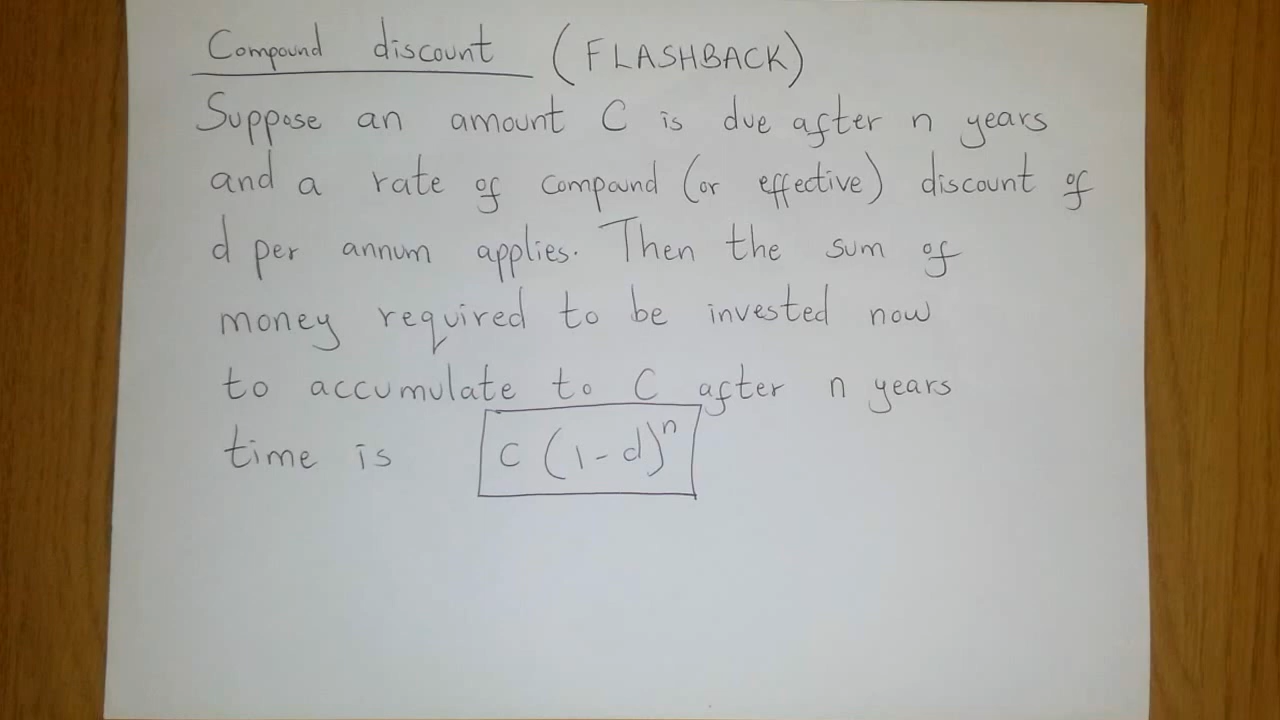 Compound discount (FLASHBACK)
Suppose an amount C is due after n years
and a rate of compound (or effective) discount of
d per annum applies. Then the sum of
money required to be invested now
to accumulate to C after n years
time is C (1-d)^n